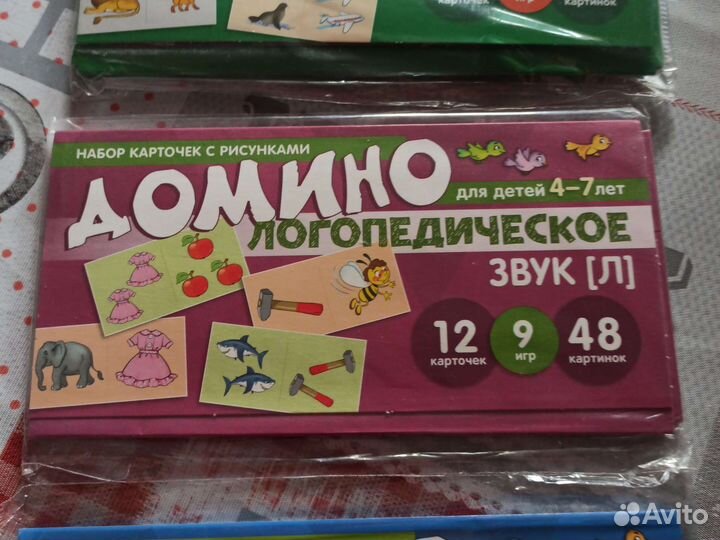 карточек игр картинок
НАБОР КАРТОЧЕК С РИСУНКАМИ
ДОМИНО
для детей 4–7 лет
ЛОГОПЕДИЧЕСКОЕ
ЗВУК [Л]
12 9 48
карточек игр картинок
Avito